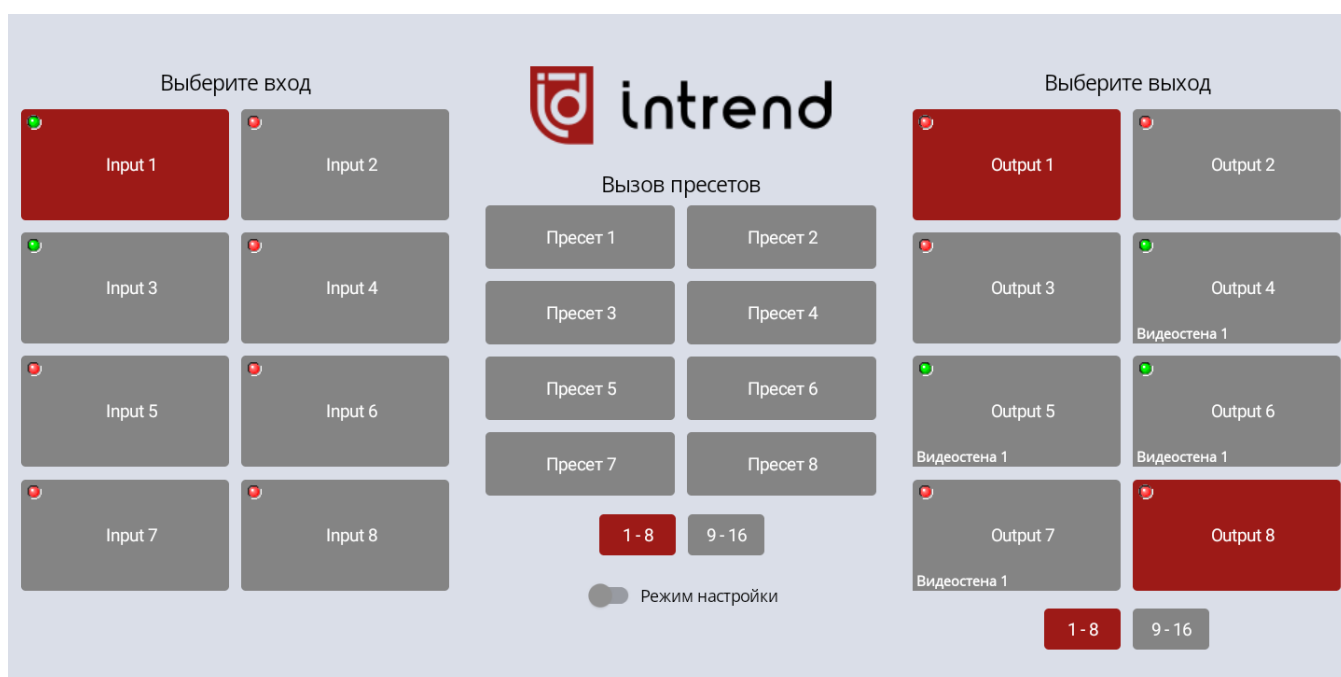 Выберите вход
Input 1
Input 2
Input 3
Input 4
Input 5
Input 6
Input 7
Input 8
id intrend
Вызов пресетов
Пресет 1
Пресет 2
Пресет 3
Пресет 4
Пресет 5
Пресет 6
Пресет 7
Пресет 8
1 - 8
9 - 16
Режим настройки
Выберите выход
Output 1
Output 2
Output 3
Output 4
Видеостена 1
Output 5
Видеостена 1
Output 6
Видеостена 1
Output 7
Видеостена 1
Output 8
1 - 8
9 - 16